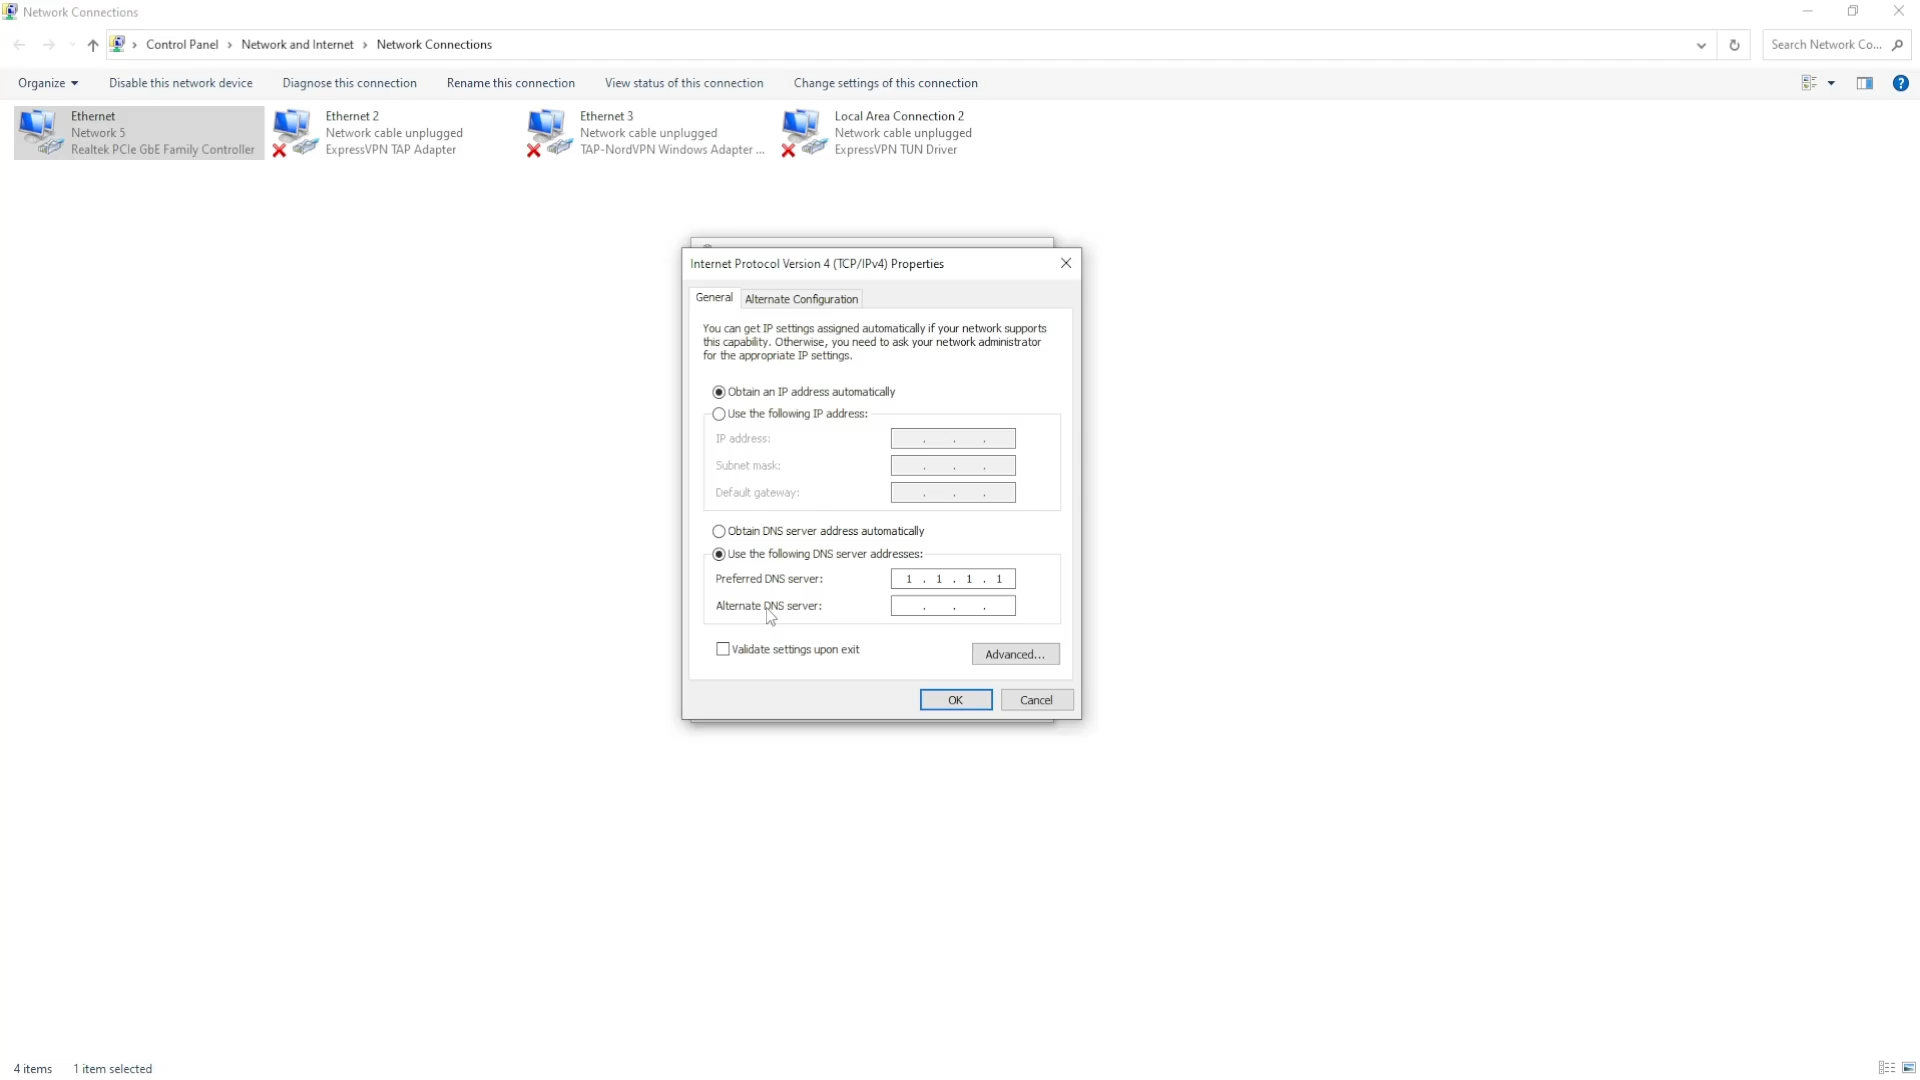 Network Connections
Control Panel › Network and Internet › Network Connections
Search Network Co...
Organize Disable this network device Diagnose this connection Rename this connection View status of this connection Change settings of this connection
Ethernet
Network 5
Realtek PCIe GbE Family Controller
Ethernet 2
Network cable unplugged
ExpressVPN TAP Adapter
Ethernet 3
Network cable unplugged
TAP-NordVPN Windows Adapter ...
Local Area Connection 2
Network cable unplugged
ExpressVPN TUN Driver
Internet Protocol Version 4 (TCP/IPv4) Properties
General Alternate Configuration
You can get IP settings assigned automatically if your network supports
this capability. Otherwise, you need to ask your network administrator
for the appropriate IP settings.
Obtain an IP address automatically
Use the following IP address:
IP address: . . .
Subnet mask: . . .
Default gateway: . . .
Obtain DNS server address automatically
Use the following DNS server addresses:
Preferred DNS server: 1 . 1 . 1 . 1
Alternate DNS server: . . .
Validate settings upon exit
Advanced...
OK Cancel
4 items 1 item selected